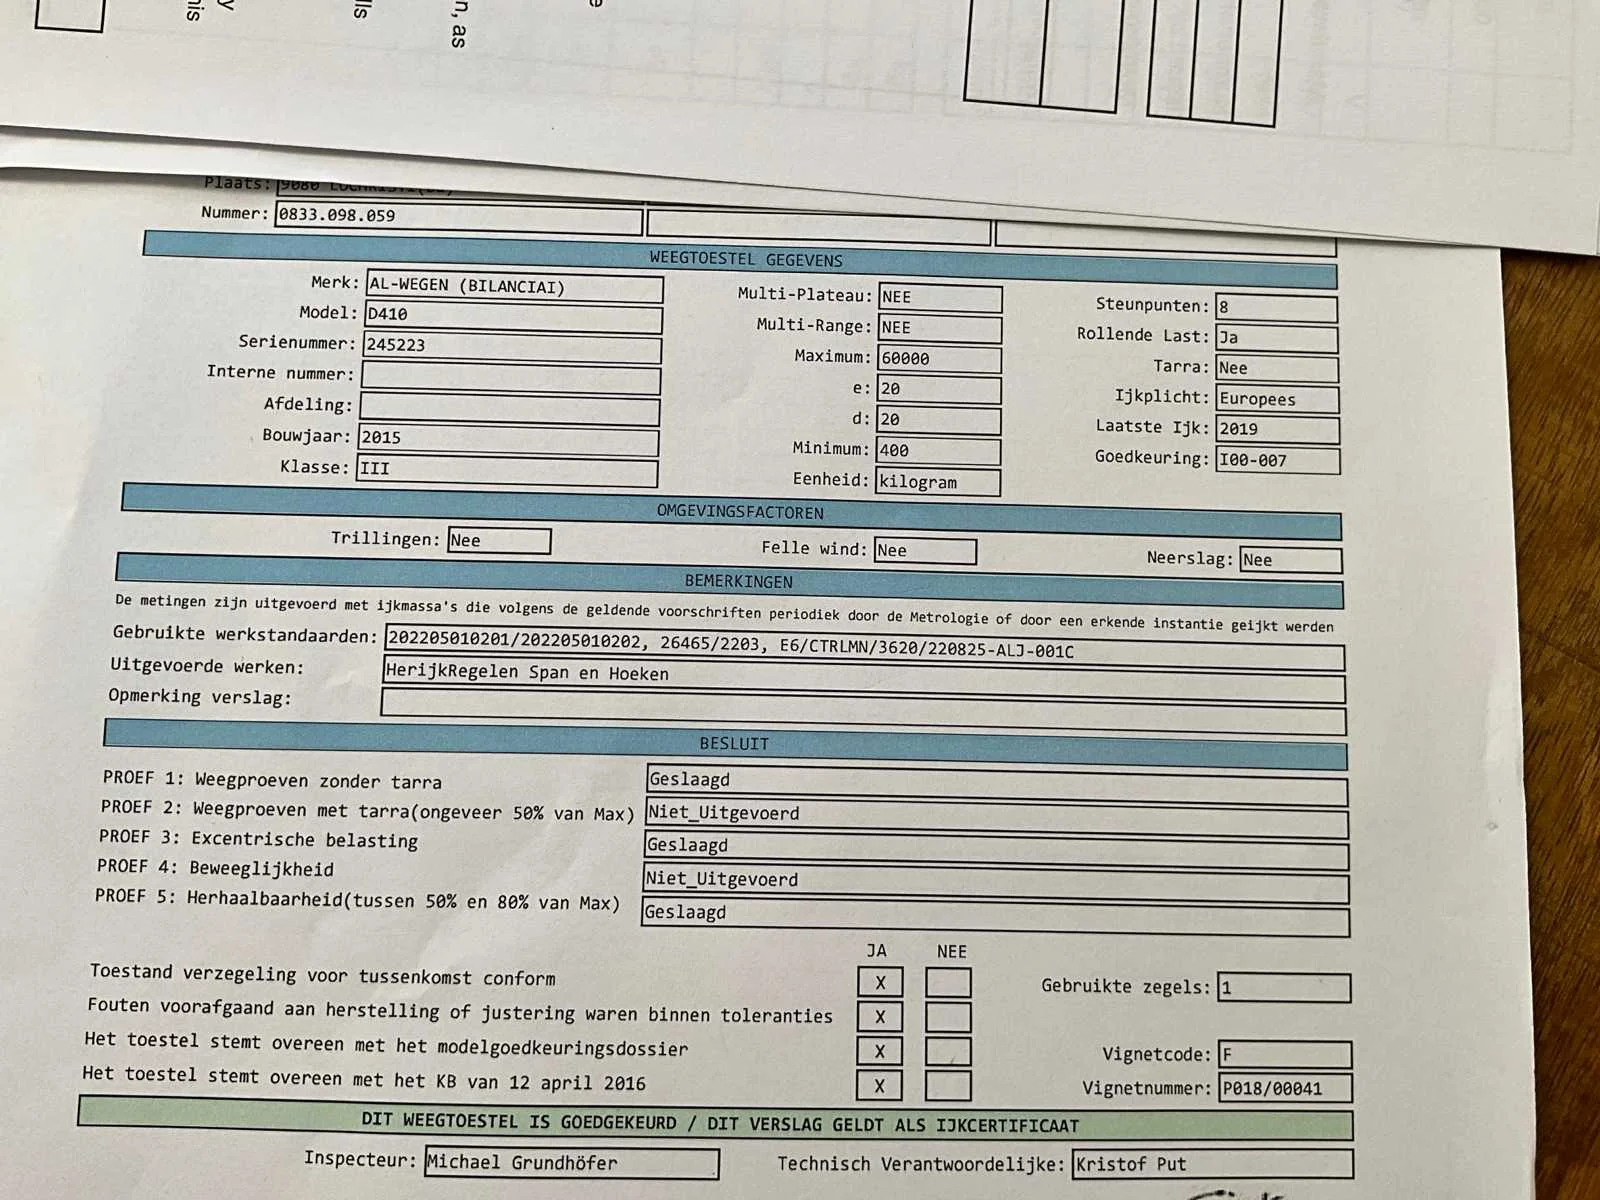 is
y
lls
n, as
e
Plaats: 9080
Nummer: 0833.098.059
WEEGTOESTEL GEGEVENS
Merk: AL-WEGEN (BILANCIAI)
Model: D410
Serienummer: 245223
Interne nummer:
Afdeling:
Bouwjaar: 2015
Klasse: III
Multi-Plateau: NEE
Multi-Range: NEE
Maximum: 60000
e: 20
d: 20
Minimum: 400
Eenheid: kilogram
Steunpunten: 8
Rollende Last: Ja
Tarra: Nee
Ijkplicht: Europees
Laatste Ijk: 2019
Goedkeuring: I00-007
OMGEVINGSFACTOREN
Trillingen: Nee Felle wind: Nee Neerslag: Nee
BEMERKINGEN
De metingen zijn uitgevoerd met ijkmassa's die volgens de geldende voorschriften periodiek door de Metrologie of door een erkende instantie geijkt werden
Gebruikte werkstandaarden: 202205010201/202205010202, 26465/2203, E6/CTRLMN/3620/220825-ALJ-001C
Uitgevoerde werken: HerijkRegelen Span en Hoeken
Opmerking verslag:
BESLUIT
PROEF 1: Weegproeven zonder tarra Geslaagd
PROEF 2: Weegproeven met tarra(ongeveer 50% van Max) Niet_Uitgevoerd
PROEF 3: Excentrische belasting Geslaagd
PROEF 4: Beweeglijkheid Niet_Uitgevoerd
PROEF 5: Herhaalbaarheid(tussen 50% en 80% van Max) Geslaagd
JA NEE
Toestand verzegeling voor tussenkomst conform X Gebruikte zegels: 1
Fouten voorafgaand aan herstelling of justering waren binnen toleranties X
Het toestel stemt overeen met het modelgoedkeuringsdossier X Vignetcode: F
Het toestel stemt overeen met het KB van 12 april 2016 X Vignetnummer: P018/00041
DIT WEEGTOESTEL IS GOEDGEKEURD / DIT VERSLAG GELDT ALS IJKCERTIFICAAT
Inspecteur: Michael Grundhöfer Technisch Verantwoordelijke: Kristof Put